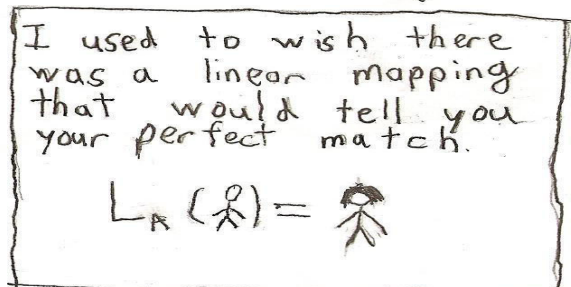 I used to wish there
was a linear mapping
that would tell you
your perfect match.
L_A ( ) =